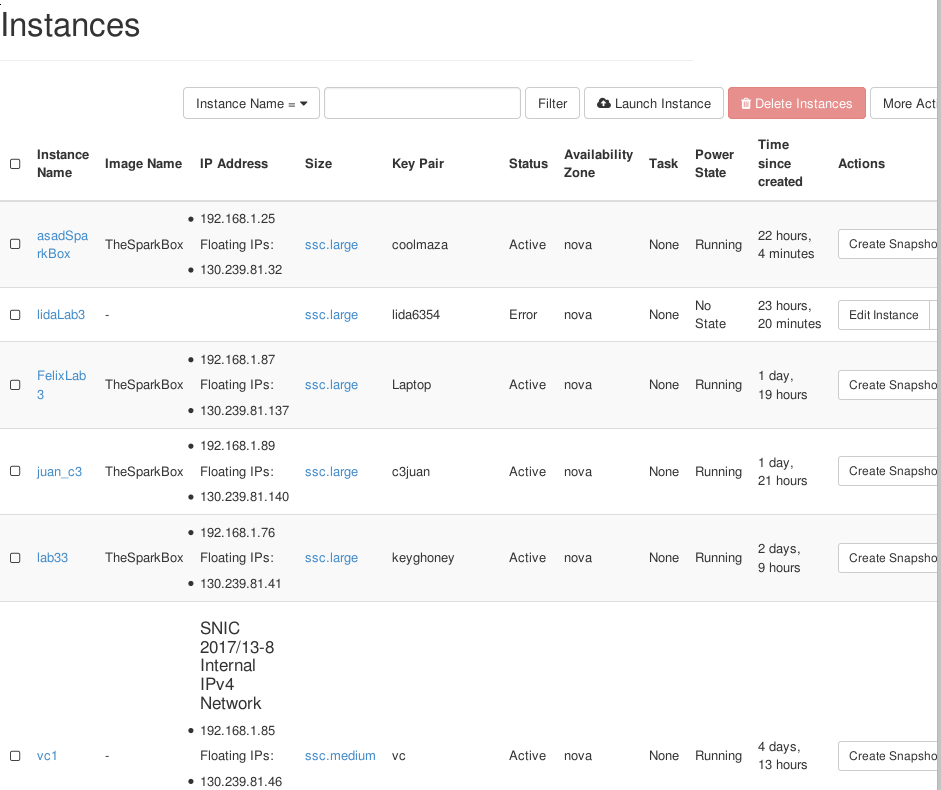 Instances
Instance Name = Filter Launch Instance Delete Instances More Act
Instance Name Image Name IP Address Size Key Pair Status Availability Zone Task Power State Time since created Actions
asadSpa
rkBox
TheSparkBox
• 192.168.1.25
Floating IPs:
• 130.239.81.32
ssc.large
coolmaza
Active
nova
None
Running
22 hours,
4 minutes
Create Snapsho
lidaLab3
-
ssc.large
lida6354
Error
nova
None
No
State
23 hours,
20 minutes
Edit Instance
FelixLab
3
TheSparkBox
• 192.168.1.87
Floating IPs:
• 130.239.81.137
ssc.large
Laptop
Active
nova
None
Running
1 day,
19 hours
Create Snapsho
juan_c3
TheSparkBox
• 192.168.1.89
Floating IPs:
• 130.239.81.140
ssc.large
c3juan
Active
nova
None
Running
1 day,
21 hours
Create Snapsho
lab33
TheSparkBox
• 192.168.1.76
Floating IPs:
• 130.239.81.41
ssc.large
keyghoney
Active
nova
None
Running
2 days,
9 hours
Create Snapsho
vc1
-
SNIC
2017/13-8
Internal
IPv4
Network
• 192.168.1.85
Floating IPs:
• 130.239.81.46
ssc.medium
vc
Active
nova
None
Running
4 days,
13 hours
Create Snapsho